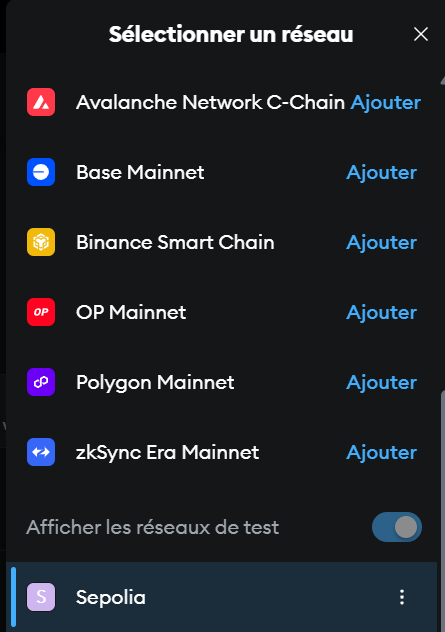 Sélectionner un réseau
Avalanche Network C-Chain Ajouter
Base Mainnet Ajouter
Binance Smart Chain Ajouter
OP OP Mainnet Ajouter
Polygon Mainnet Ajouter
zkSync Era Mainnet Ajouter
Afficher les réseaux de test
S Sepolia